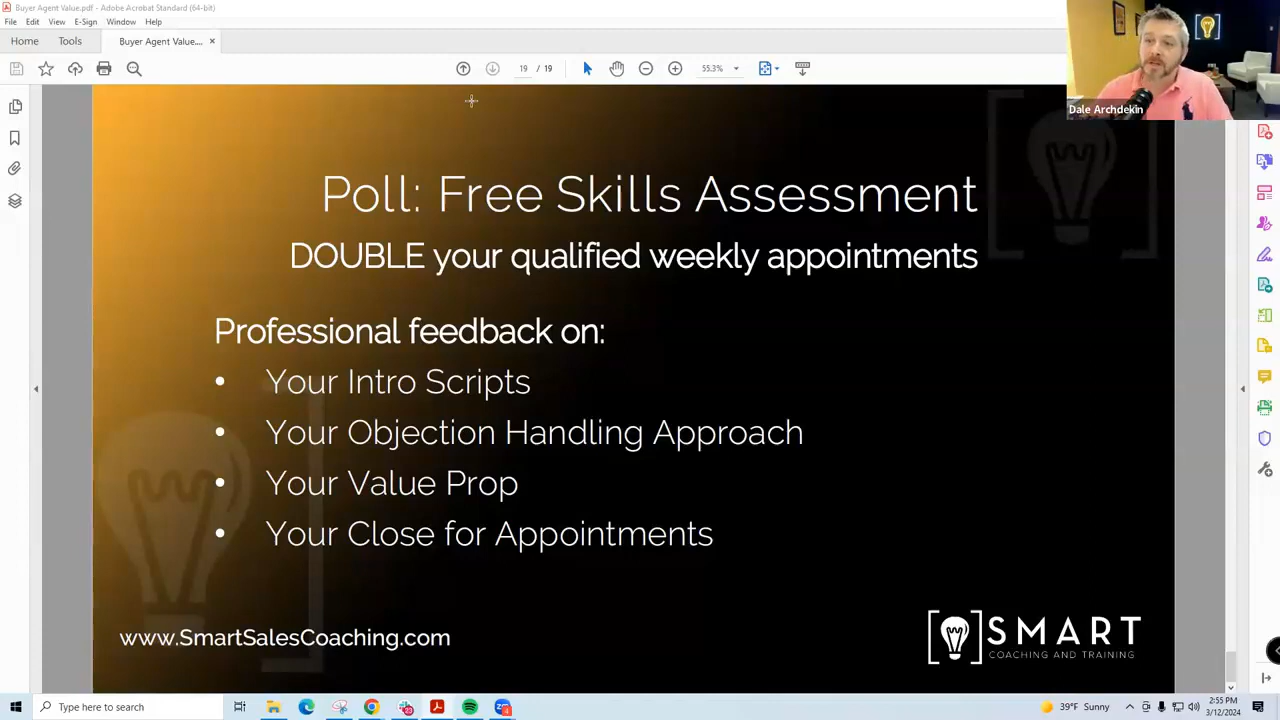 Buyer Agent Value.pdf - Adobe Acrobat Standard (64-bit)
File Edit View E-Sign Window Help
Home Tools Buyer Agent Value.... ×
19 / 19 55.3%
Dale Archdekin
Poll: Free Skills Assessment
DOUBLE your qualified weekly appointments
Professional feedback on:
• Your Intro Scripts
• Your Objection Handling Approach
• Your Value Prop
• Your Close for Appointments
www.SmartSalesCoaching.com
SMART
COACHING AND TRAINING
Type here to search
39°F Sunny
2:55 PM
3/12/2024